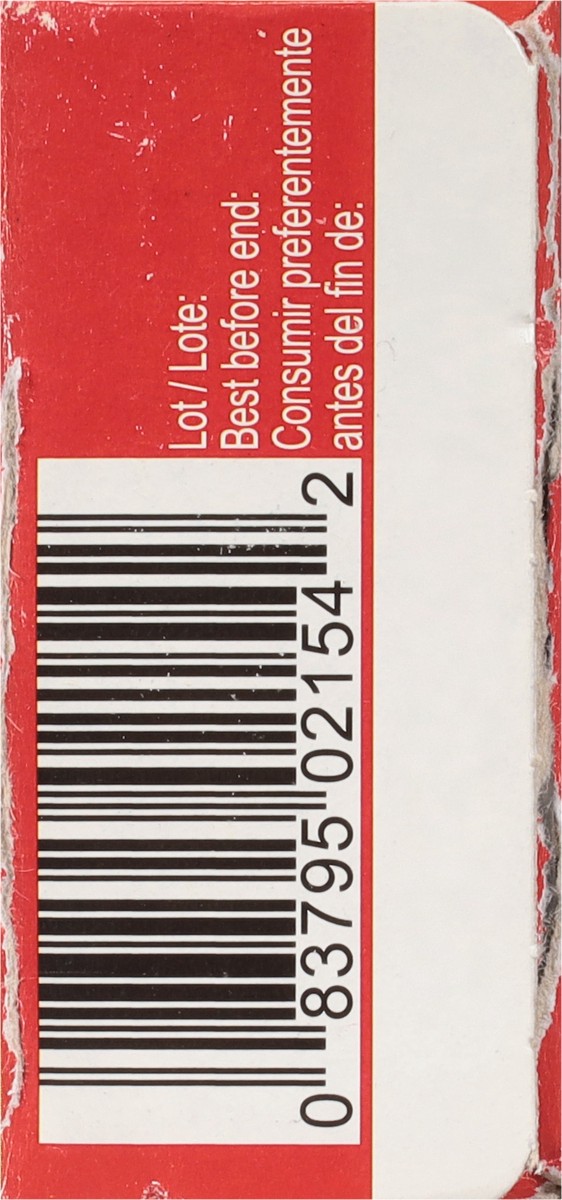 Lot / Lote:
Best before end:
Consumir preferentemente
antes del fin de:
0 83795 02154 2